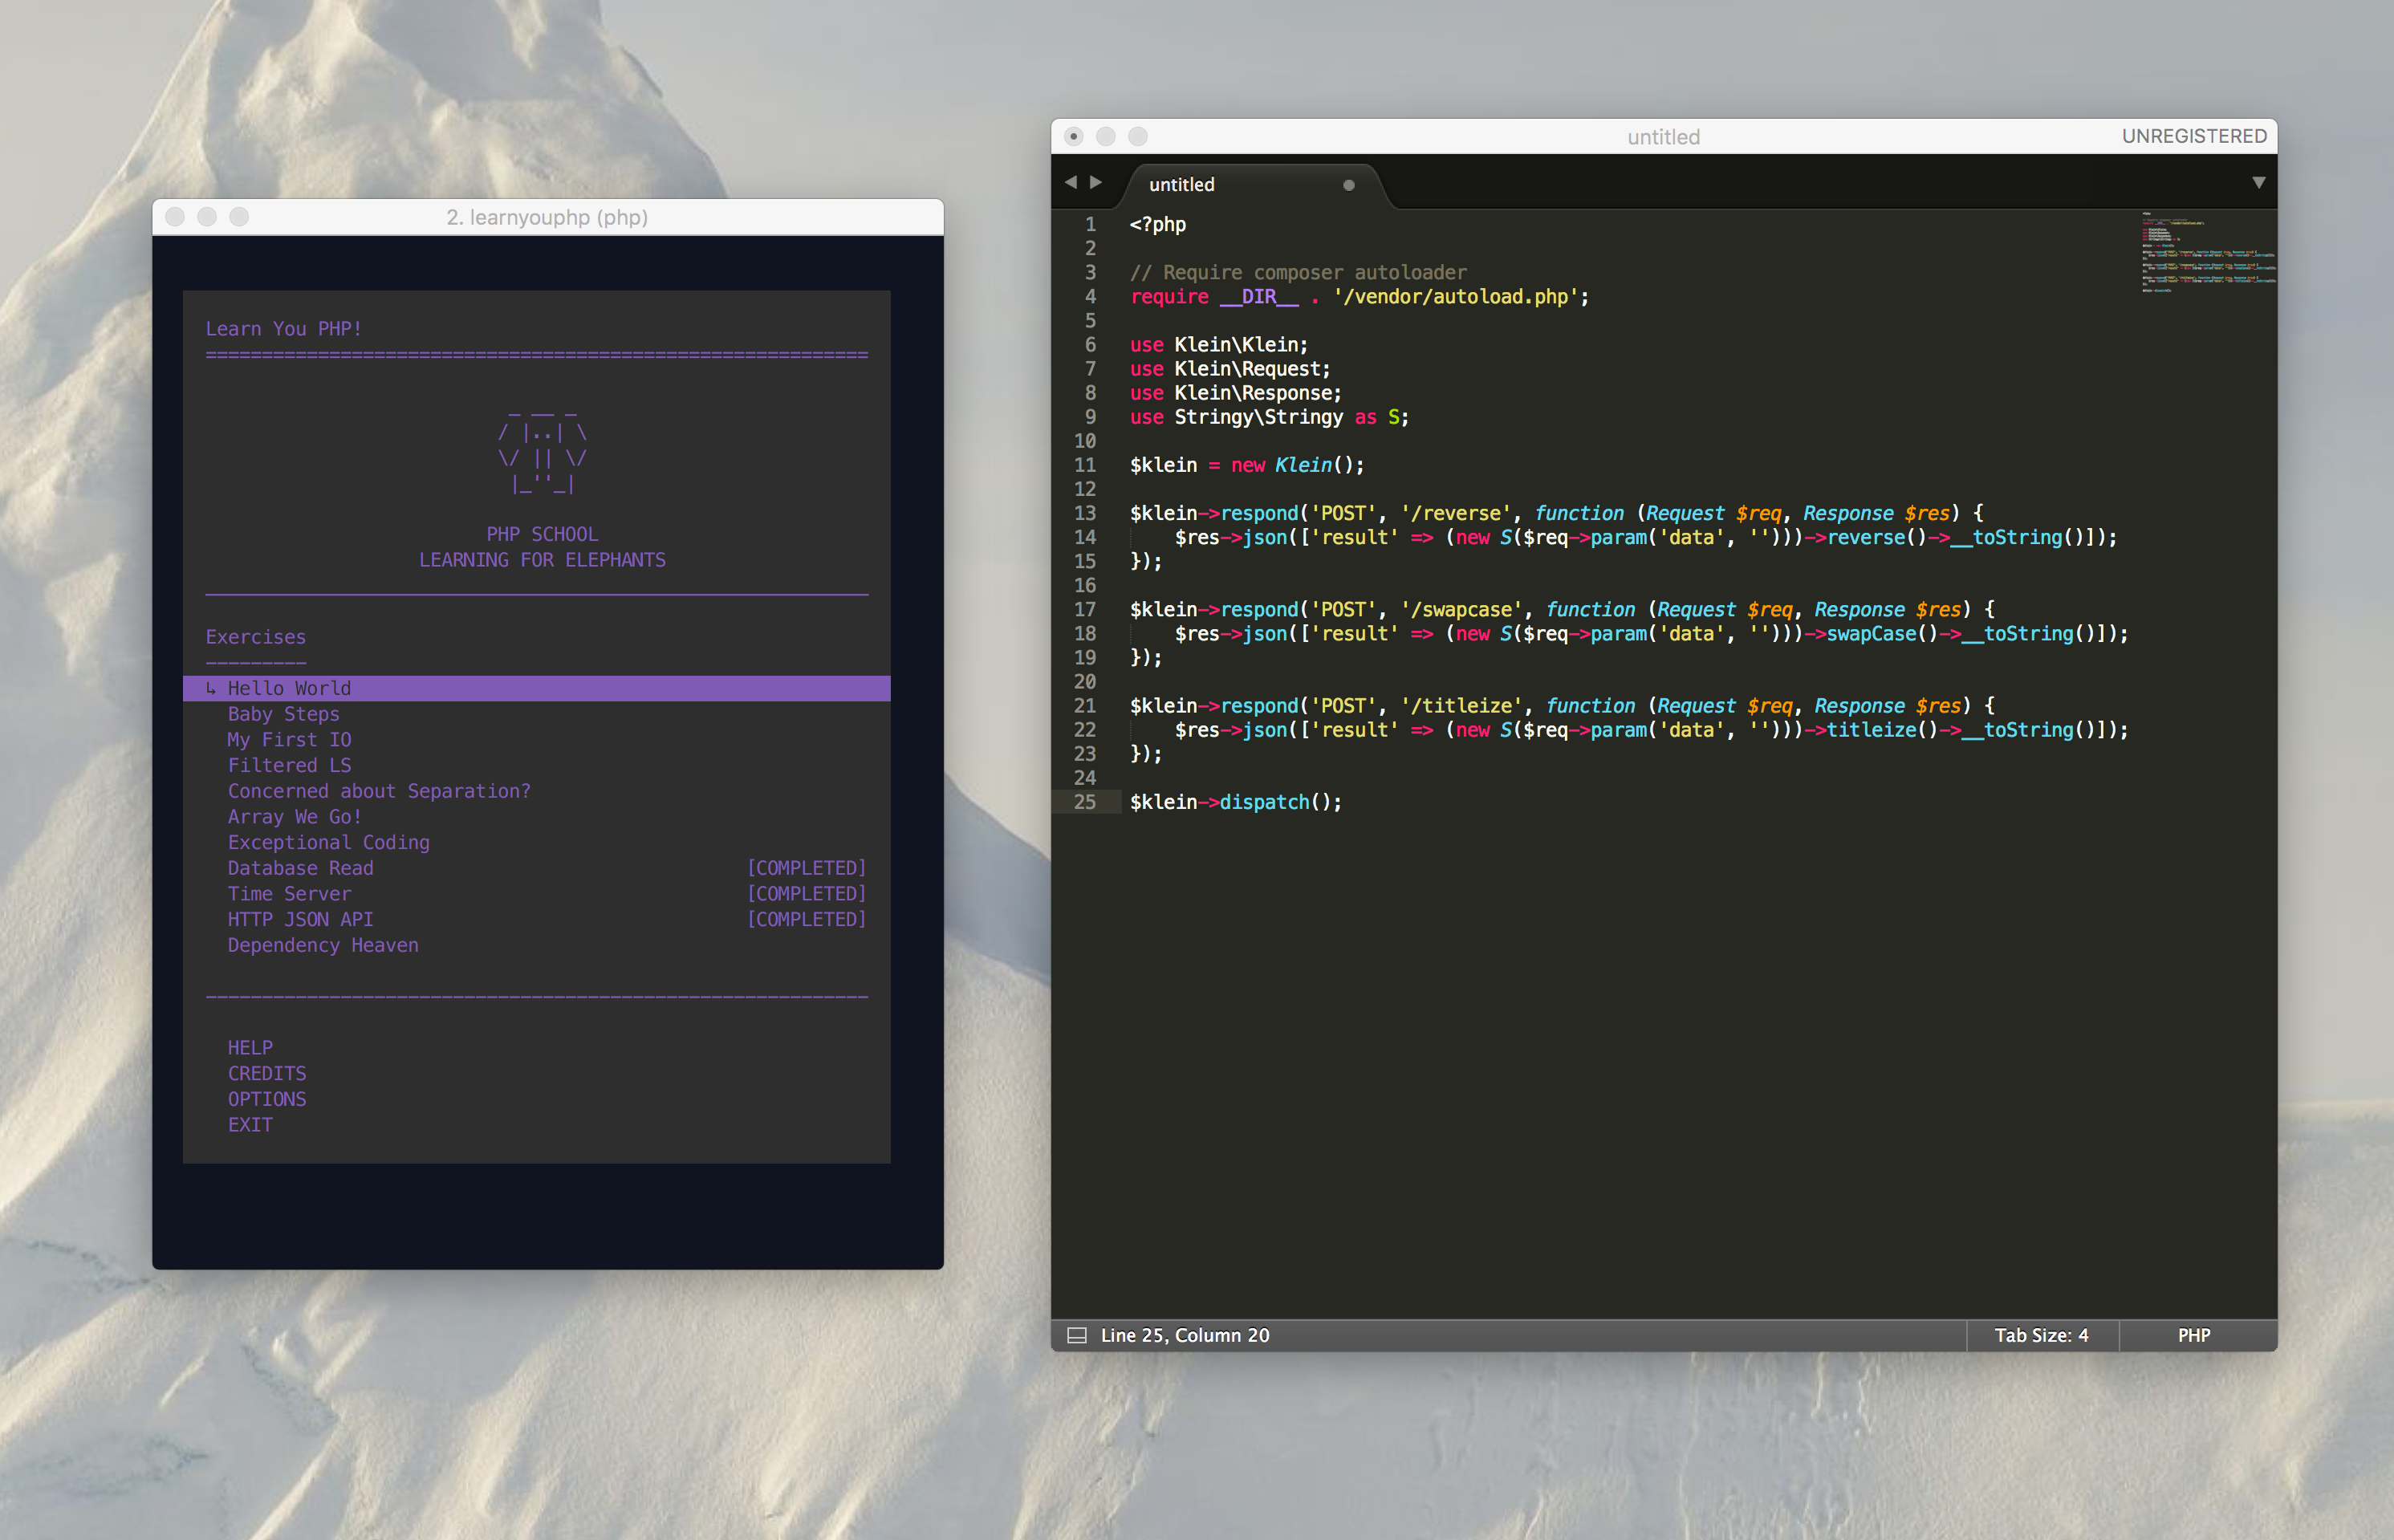 2. learnyouphp (php)
Learn You PHP!
===========================================================
_ __ _
/ |..| \
\/ || \/
|_''_|
PHP SCHOOL
LEARNING FOR ELEPHANTS
Exercises
---------
↳ Hello World
Baby Steps
My First IO
Filtered LS
Concerned about Separation?
Array We Go!
Exceptional Coding
Database Read [COMPLETED]
Time Server [COMPLETED]
HTTP JSON API [COMPLETED]
Dependency Heaven
-----------------------------------------------------------
HELP
CREDITS
OPTIONS
EXIT
untitled UNREGISTERED
untitled
1 <?php
2
3 // Require composer autoloader
4 require __DIR__ . '/vendor/autoload.php';
5
6 use Klein\Klein;
7 use Klein\Request;
8 use Klein\Response;
9 use Stringy\Stringy as S;
10
11 $klein = new Klein();
12
13 $klein->respond('POST', '/reverse', function (Request $req, Response $res) {
14     $res->json(['result' => (new S($req->param('data', '')))->reverse()->__toString()]);
15 });
16
17 $klein->respond('POST', '/swapcase', function (Request $req, Response $res) {
18     $res->json(['result' => (new S($req->param('data', '')))->swapCase()->__toString()]);
19 });
20
21 $klein->respond('POST', '/titleize', function (Request $req, Response $res) {
22     $res->json(['result' => (new S($req->param('data', '')))->titleize()->__toString()]);
23 });
24
25 $klein->dispatch();
Line 25, Column 20 Tab Size: 4 PHP